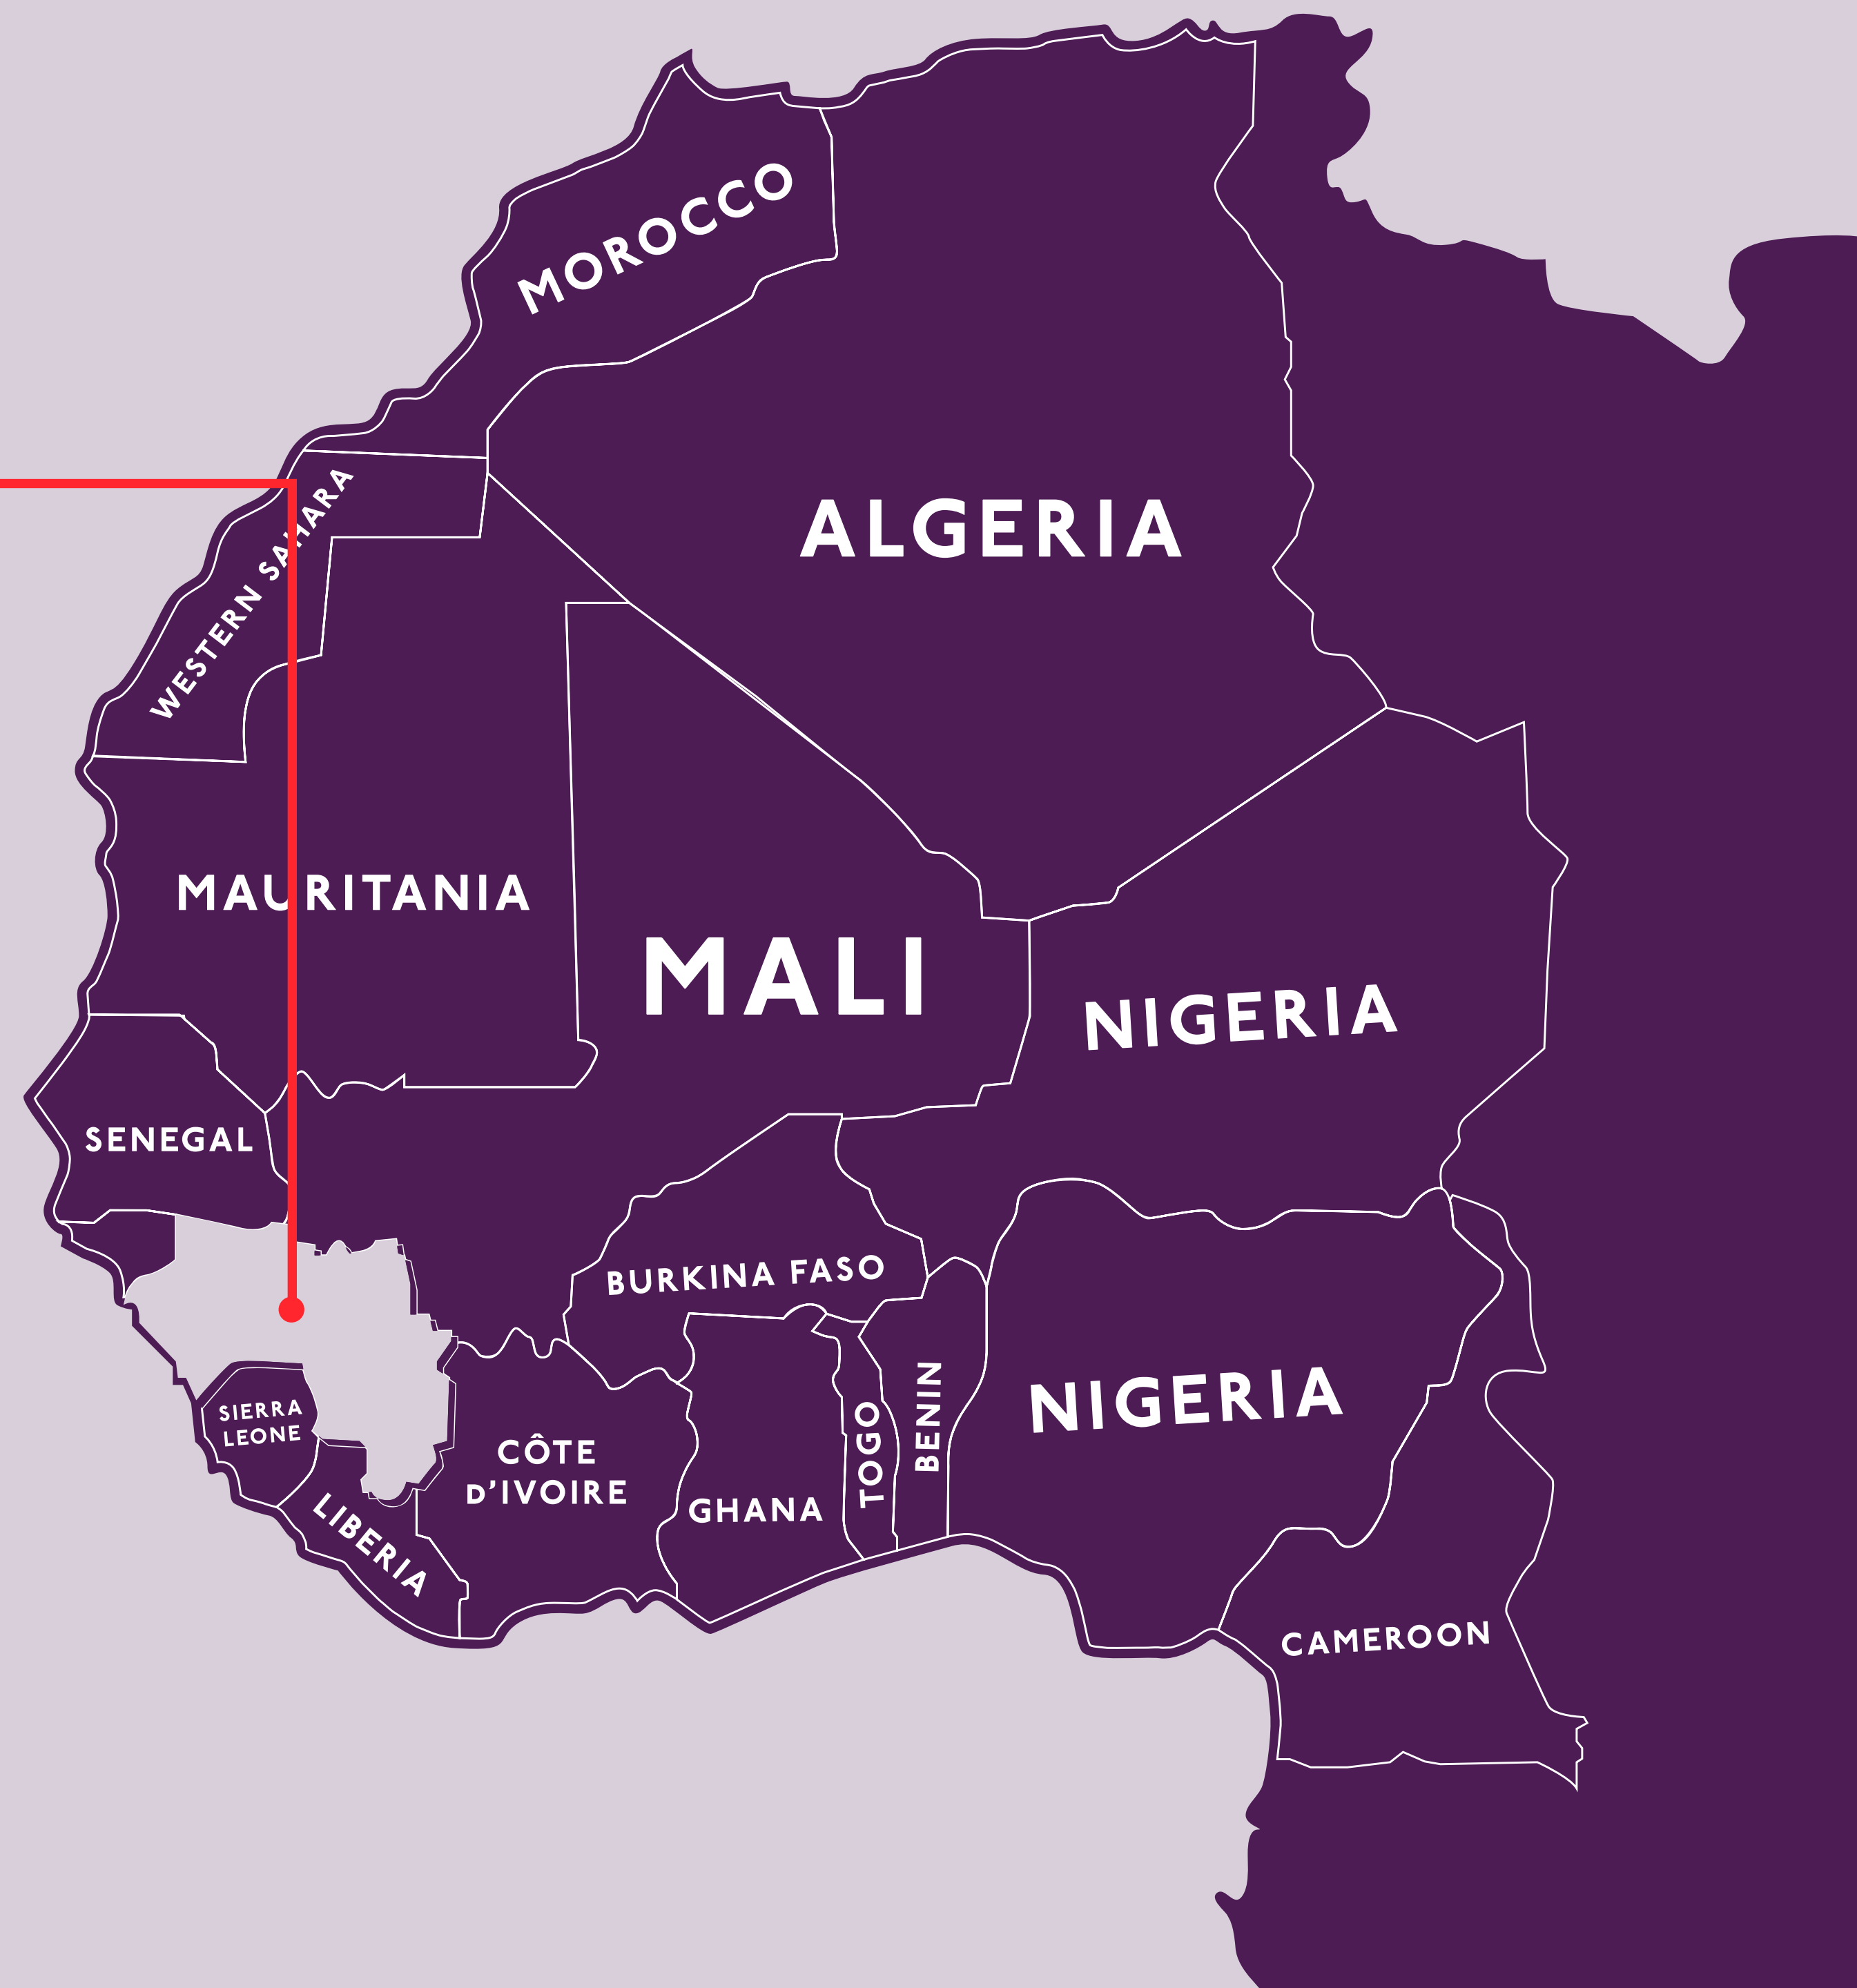 MOROCCO
WESTERN SAHARA
ALGERIA
MAURITANIA
MALI
NIGERIA
SENEGAL
BURKINA FASO
NIGERIA
BENIIN
TOGO
SIERRA
LEONE
CÔTE
D'IVOIRE
GHANA
LIBERIA
CAMEROON